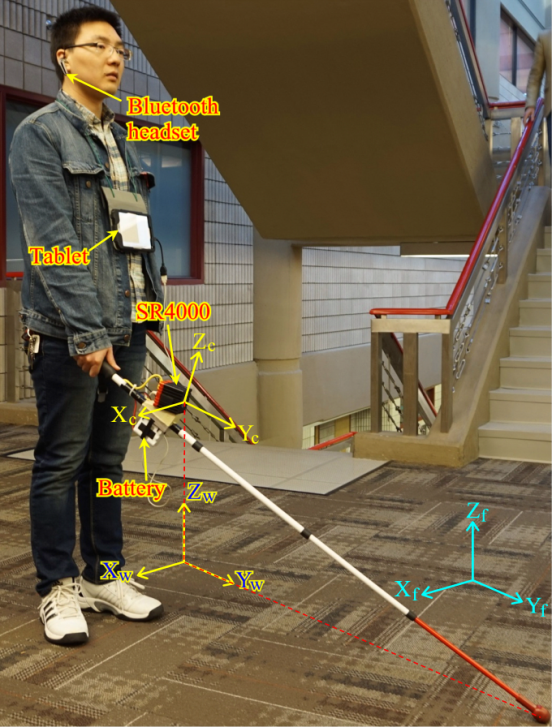 Bluetooth
headset
Tablet
SR4000
Zc
Xc
Yc
Battery
Zw
Xw
Yw
Zf
Xf
Yf